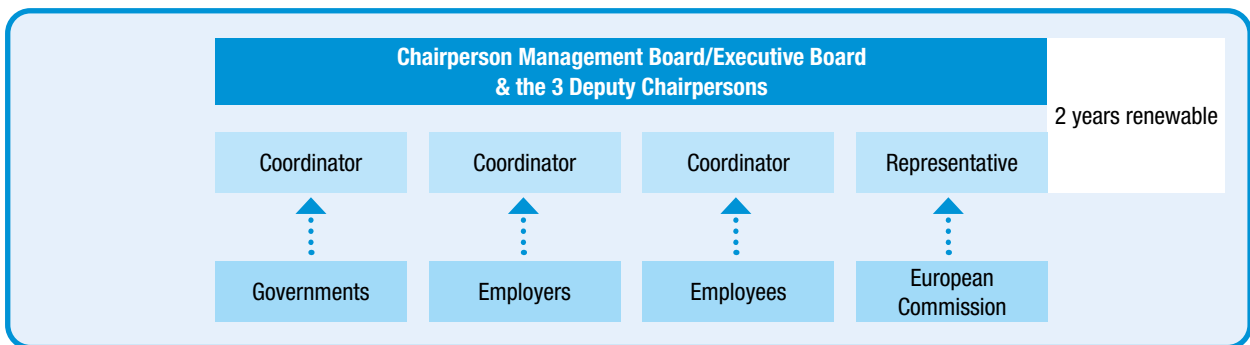 Chairperson Management Board/Executive Board
& the 3 Deputy Chairpersons
2 years renewable
Coordinator
Coordinator
Coordinator
Representative
Governments
Employers
Employees
European
Commission